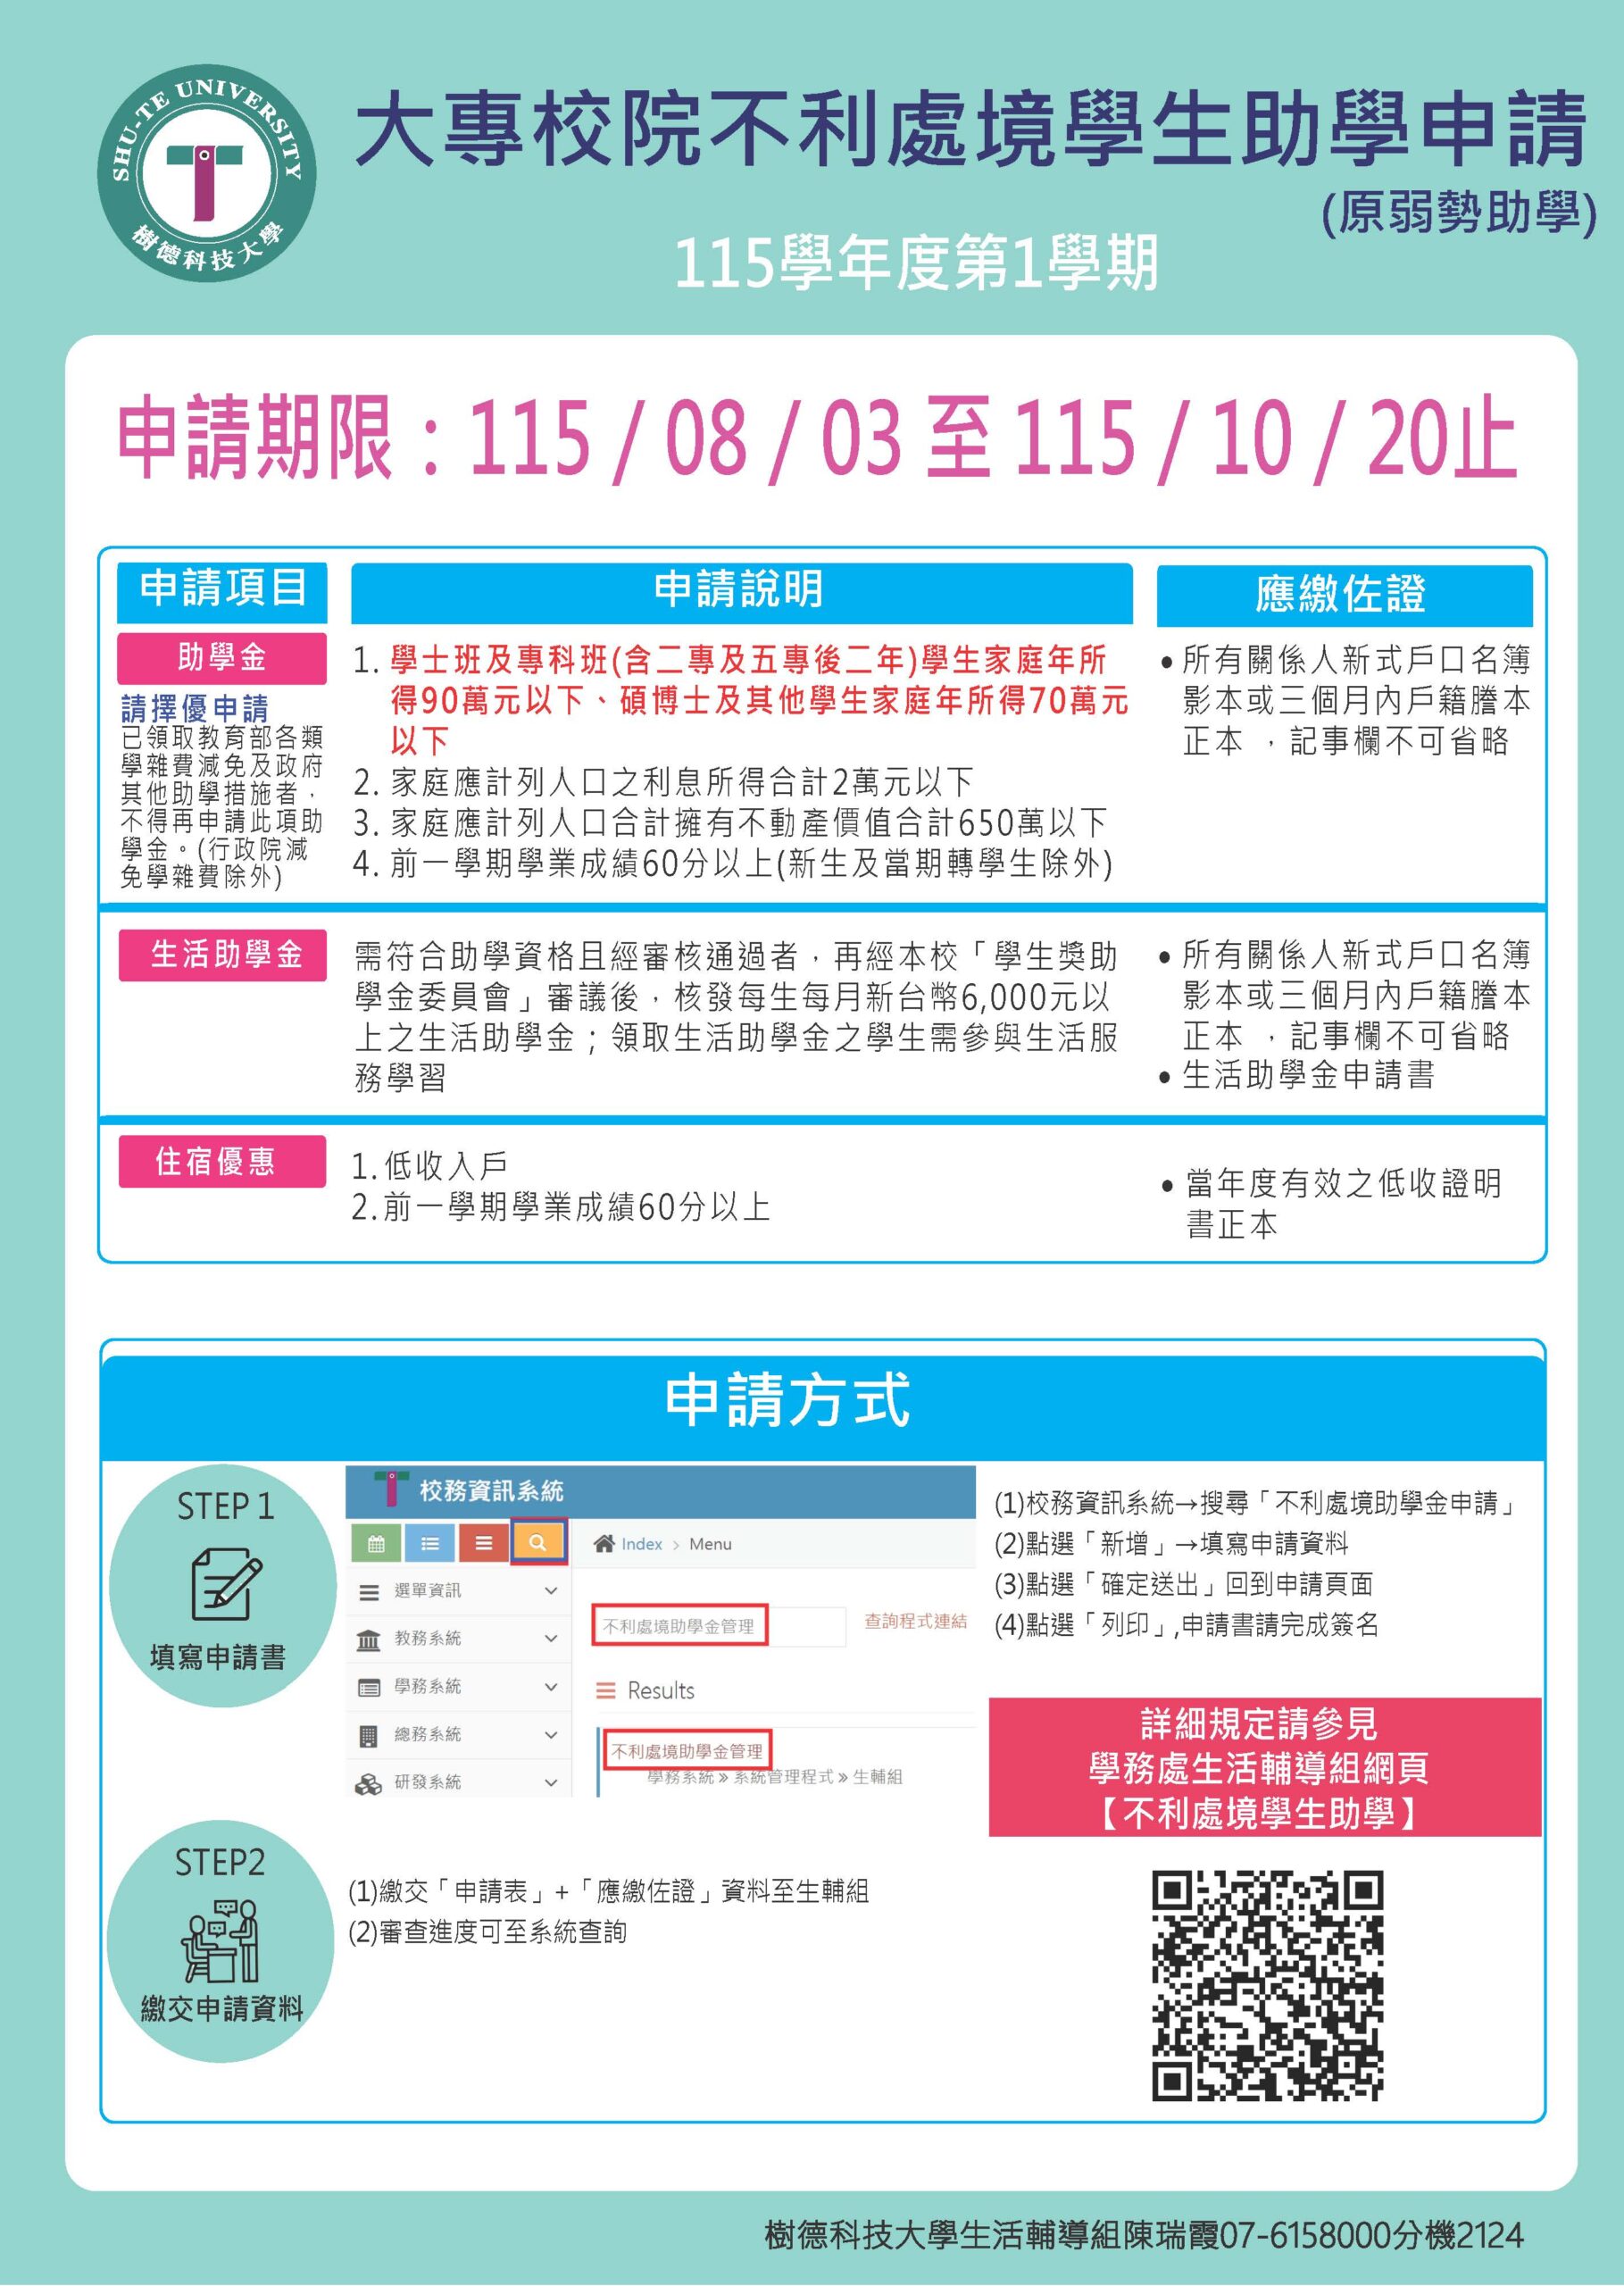 SHU-TE UNIVERSITY
樹德科技大學
大專校院不利處境學生助學申請
(原弱勢助學)
115學年度第1學期
申請期限：115 / 08 / 03 至 115 / 10 / 20止
申請項目
申請說明
應繳佐證
助學金
請擇優申請
已領取教育部各類
學雜費減免及政府
其他助學措施者，
不得再申請此項助
學金。(行政院減
免學雜費除外)
1. 學士班及專科班(含二專及五專後二年)學生家庭年所
得90萬元以下、碩博士及其他學生家庭年所得70萬元
以下
2. 家庭應計列人口之利息所得合計2萬元以下
3. 家庭應計列人口合計擁有不動產價值合計650萬以下
4. 前一學期學業成績60分以上(新生及當期轉學生除外)
• 所有關係人新式戶口名簿
影本或三個月內戶籍謄本
正本 ，記事欄不可省略
生活助學金
需符合助學資格且經審核通過者，再經本校「學生獎助
學金委員會」審議後，核發每生每月新台幣6,000元以
上之生活助學金；領取生活助學金之學生需參與生活服
務學習
• 所有關係人新式戶口名簿
影本或三個月內戶籍謄本
正本 ，記事欄不可省略
• 生活助學金申請書
住宿優惠
1.低收入戶
2.前一學期學業成績60分以上
• 當年度有效之低收證明
書正本
申請方式
STEP 1
填寫申請書
校務資訊系統
Index > Menu
選單資訊
教務系統
學務系統
總務系統
研發系統
不利處境助學金管理
查詢程式連結
Results
不利處境助學金管理
學務系統 » 系統管理程式 » 生輔組
(1)校務資訊系統→搜尋「不利處境助學金申請」
(2)點選「新增」→填寫申請資料
(3)點選「確定送出」回到申請頁面
(4)點選「列印」,申請書請完成簽名
詳細規定請參見
學務處生活輔導組網頁
【不利處境學生助學】
STEP2
繳交申請資料
(1)繳交「申請表」+「應繳佐證」資料至生輔組
(2)審查進度可至系統查詢
樹德科技大學生活輔導組陳瑞霞07-6158000分機2124